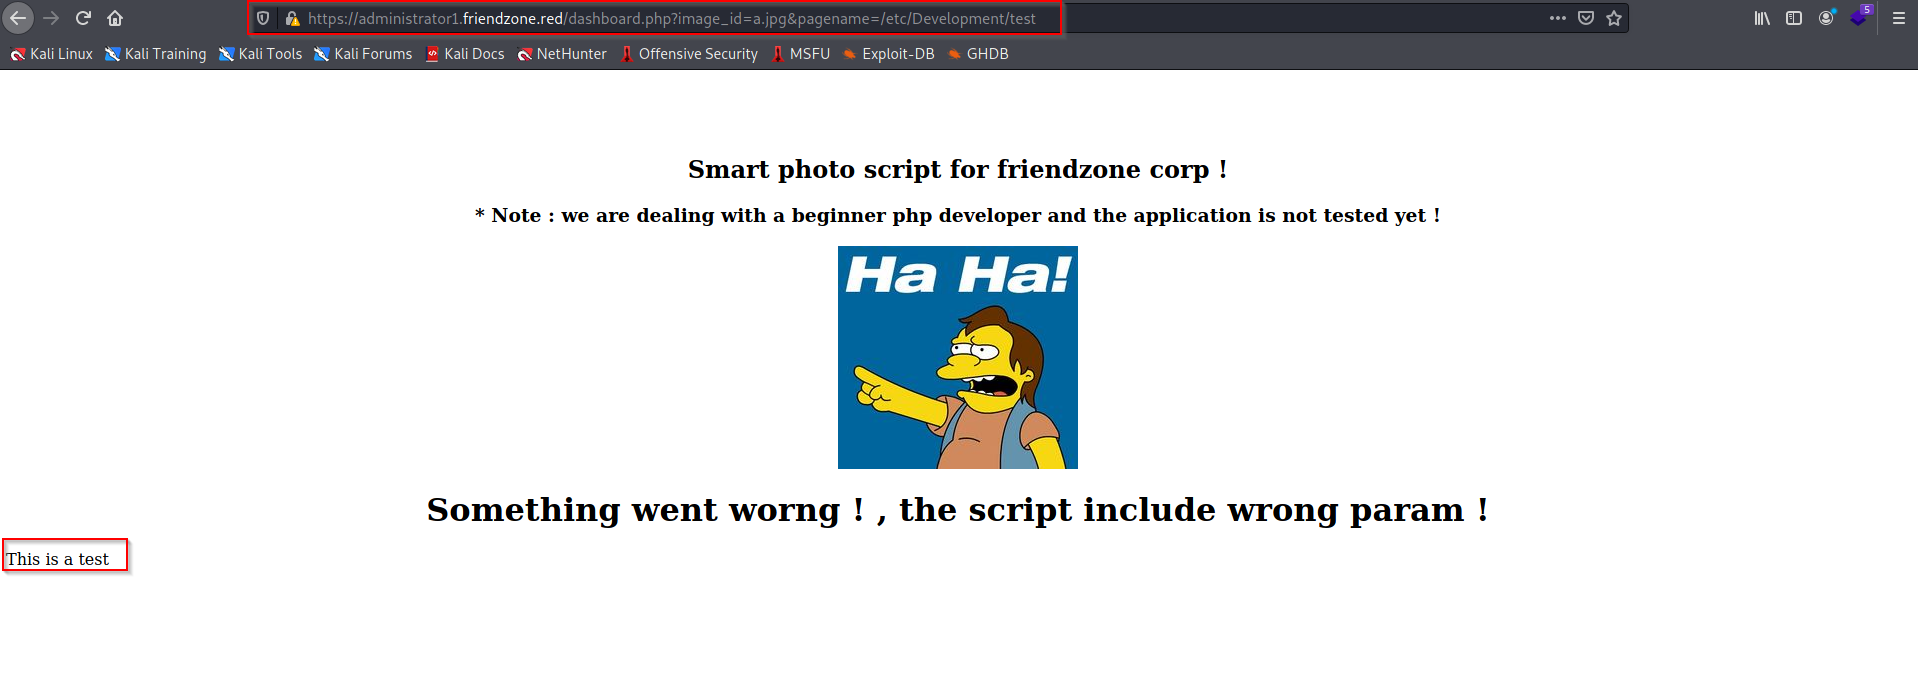 https://administrator1.friendzone.red/dashboard.php?image_id=a.jpg&pagename=/etc/Development/test
5
Kali Linux Kali Training Kali Tools Kali Forums Kali Docs NetHunter Offensive Security MSFU Exploit-DB GHDB
Smart photo script for friendzone corp !
* Note : we are dealing with a beginner php developer and the application is not tested yet !
Ha Ha!
Something went worng ! , the script include wrong param !
This is a test